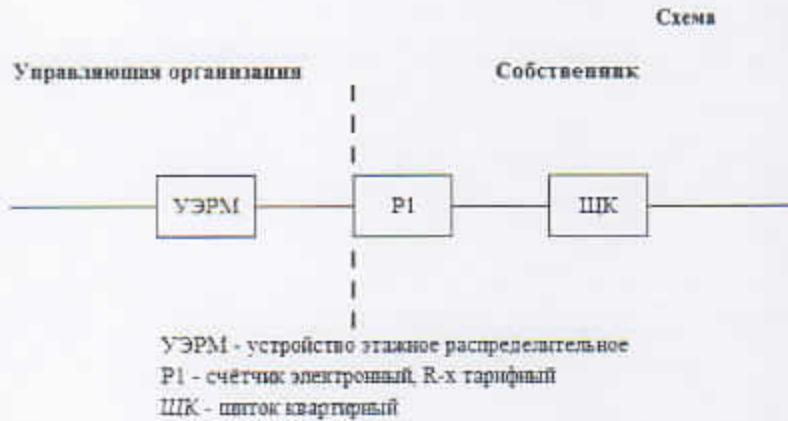 Схема
Управляющая организация Собственник
УЭРМ Р1 ЩК
УЭРМ - устройство этажное распределительное
Р1 - счётчик электронный, R-х тарифный
ЩК - щиток квартирный